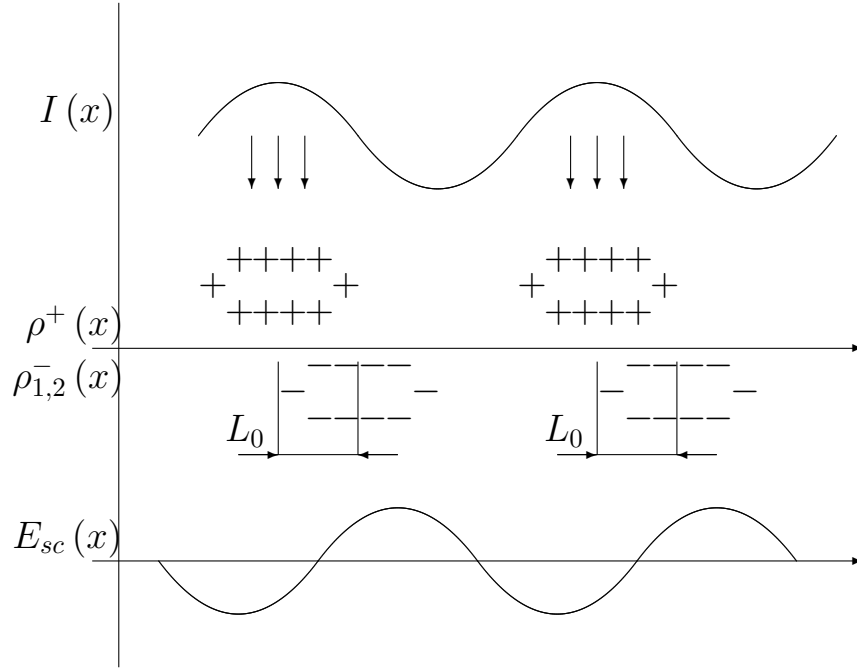 I (x)
+ + + +
+ +
+ + + +
+ + + +
+ +
+ + + +
ρ⁺ (x)
ρ⁻₁,₂ (x)
− − − −
− −
− − − −
− − − −
− −
− − − −
L₀
L₀
E_sc (x)